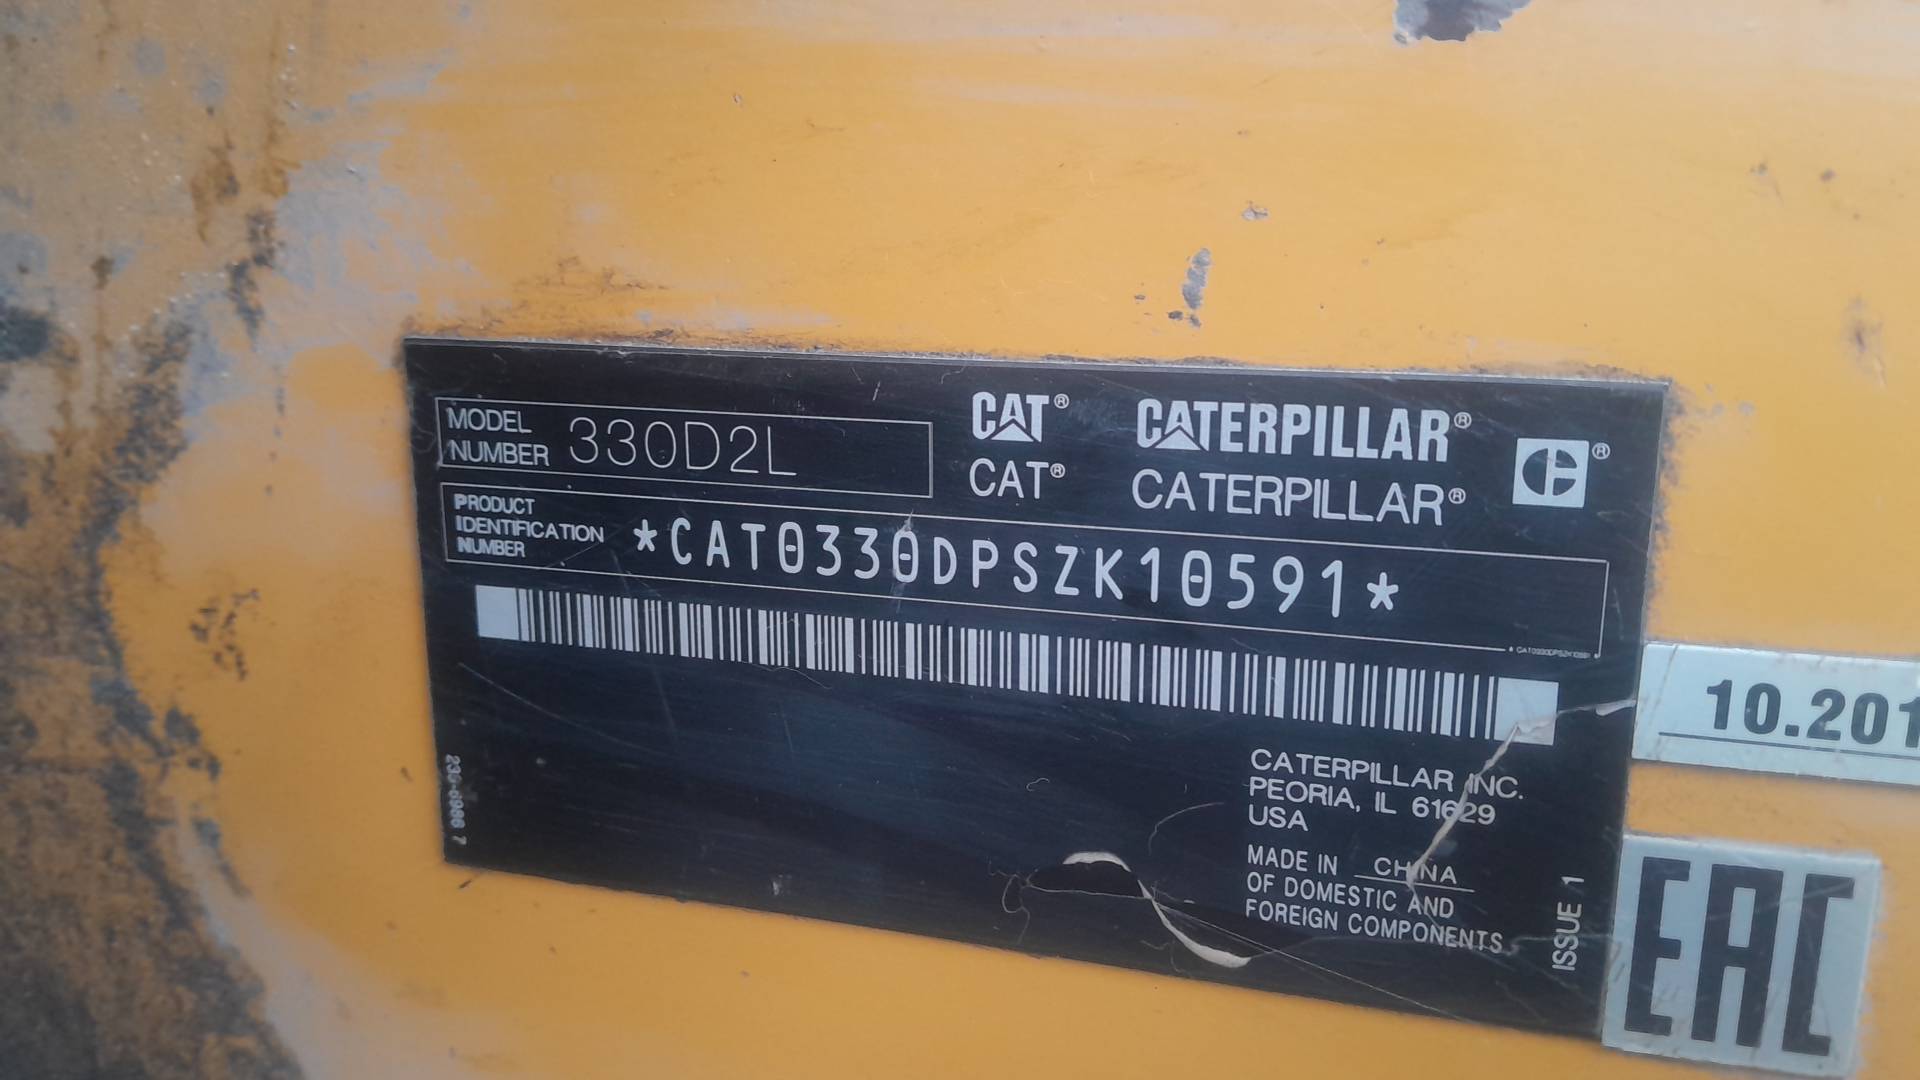 MODEL
NUMBER 330D2L
CAT® CATERPILLAR®
CAT® CATERPILLAR®
PRODUCT
IDENTIFICATION
NUMBER
*CAT0330DPSZK10591*
* CAT0330DPSZK10591 *
10.201
CATERPILLAR INC.
PEORIA, IL 61629
USA
MADE IN CHINA
OF DOMESTIC AND
FOREIGN COMPONENTS
ISSUE 1
EAC